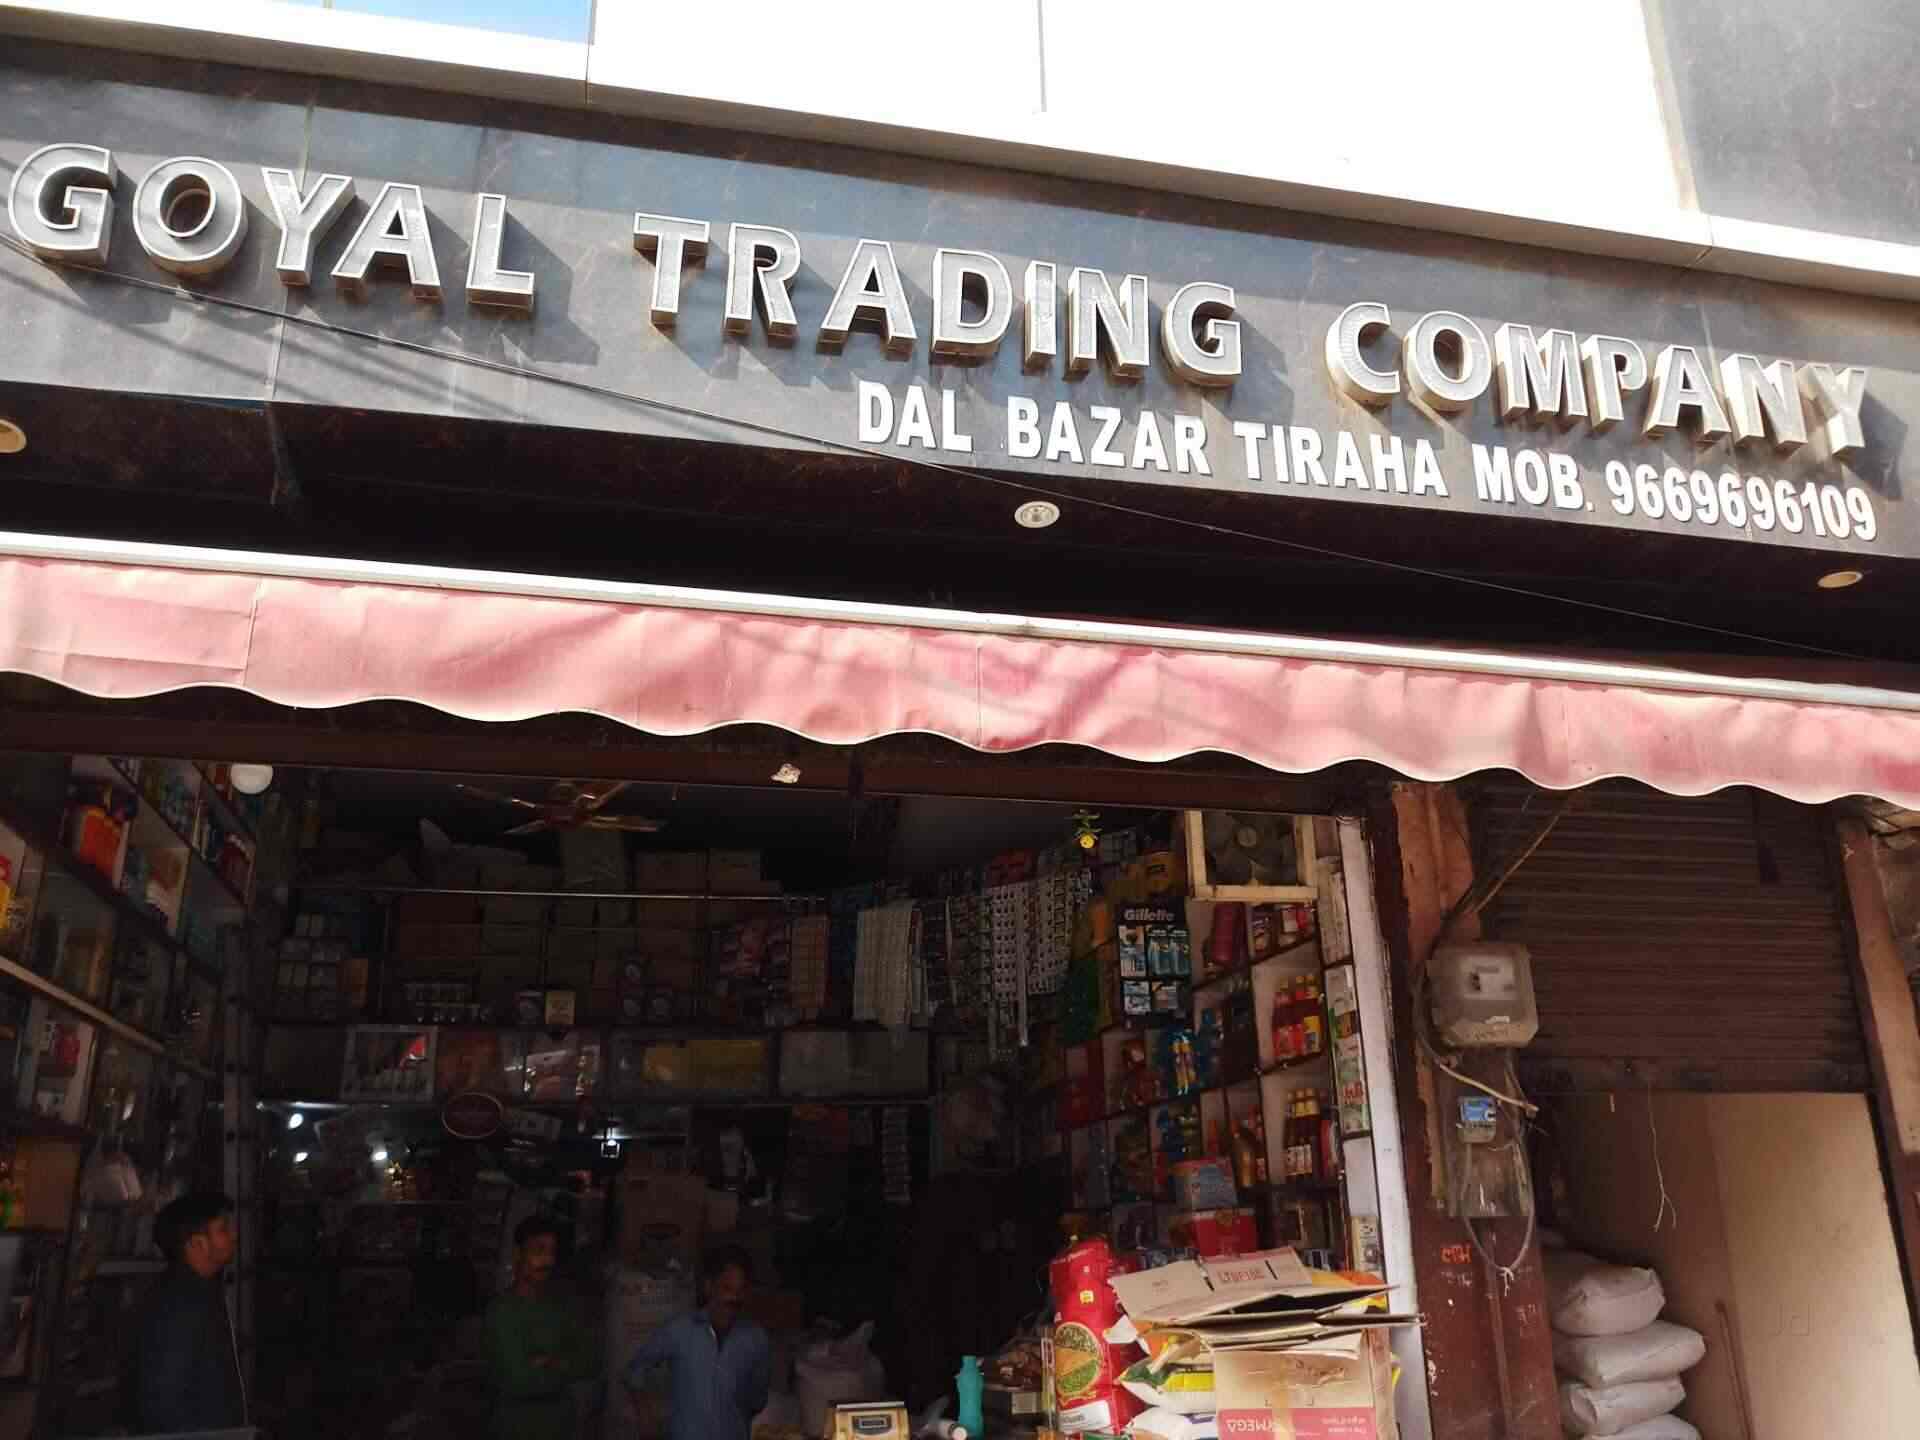 GOYAL TRADING COMPANY
DAL BAZAR TIRAHA MOB. 9669696109
Gillette